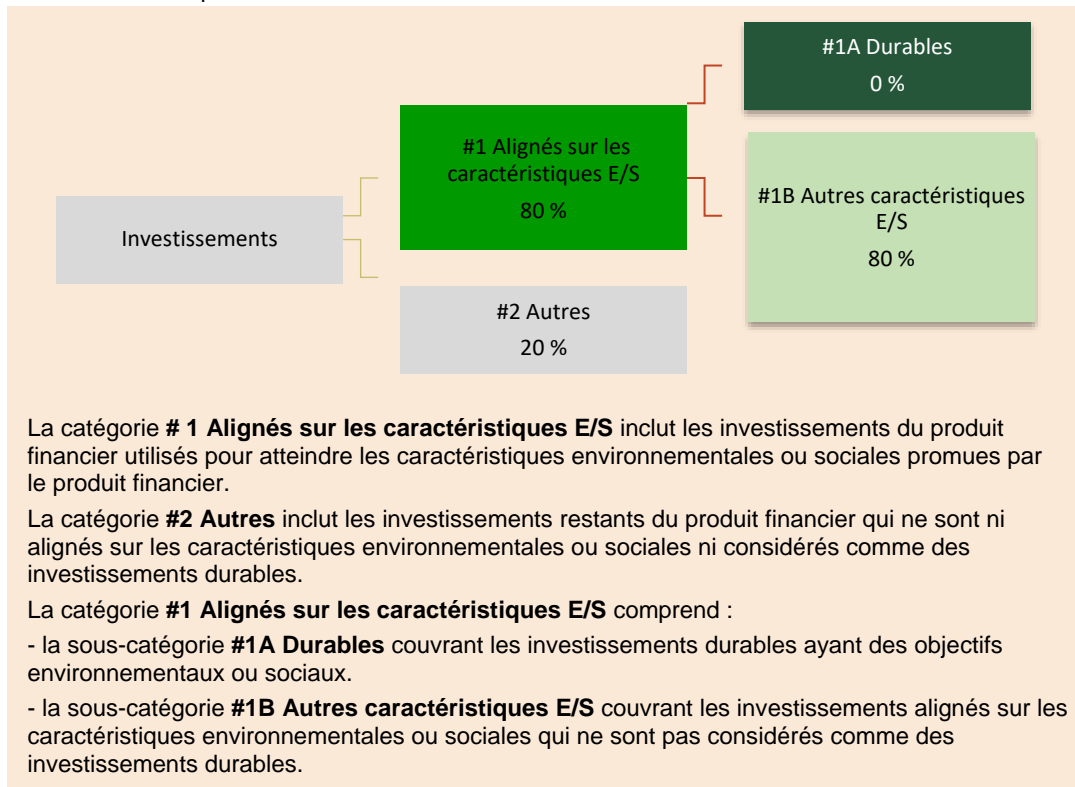 #1A Durables
0 %
#1 Alignés sur les
caractéristiques E/S
80 %
#1B Autres caractéristiques
E/S
80 %
Investissements
#2 Autres
20 %
La catégorie # 1 Alignés sur les caractéristiques E/S inclut les investissements du produit
financier utilisés pour atteindre les caractéristiques environnementales ou sociales promues par
le produit financier.
La catégorie #2 Autres inclut les investissements restants du produit financier qui ne sont ni
alignés sur les caractéristiques environnementales ou sociales ni considérés comme des
investissements durables.
La catégorie #1 Alignés sur les caractéristiques E/S comprend :
- la sous-catégorie #1A Durables couvrant les investissements durables ayant des objectifs
environnementaux ou sociaux.
- la sous-catégorie #1B Autres caractéristiques E/S couvrant les investissements alignés sur les
caractéristiques environnementales ou sociales qui ne sont pas considérés comme des
investissements durables.